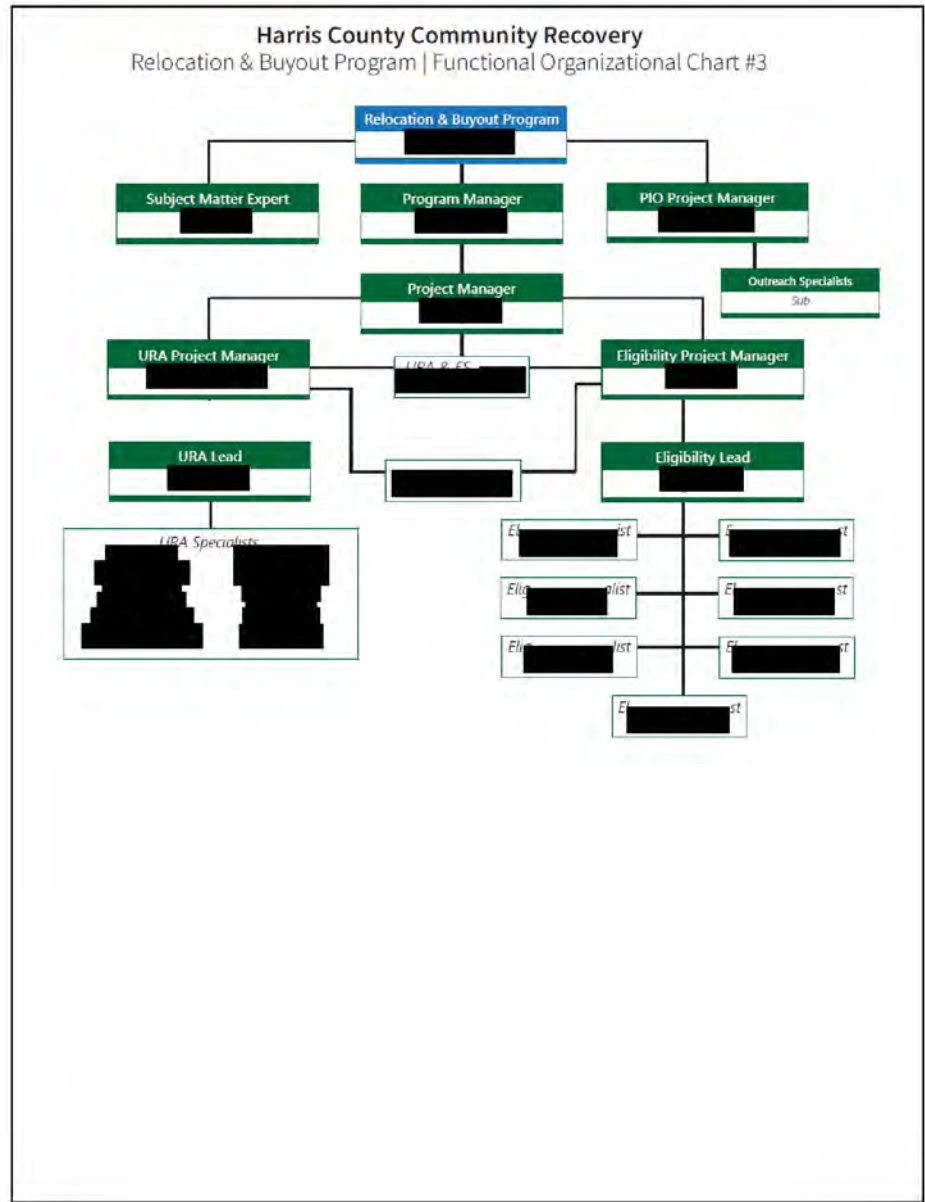 Harris County Community Recovery
Relocation & Buyout Program | Functional Organizational Chart #3
Relocation & Buyout Program
Subject Matter Expert
Program Manager
PIO Project Manager
Outreach Specialists
Sub
Project Manager
URA Project Manager
URA & ES
Eligibility Project Manager
URA Lead
Eligibility Lead
URA Specialists